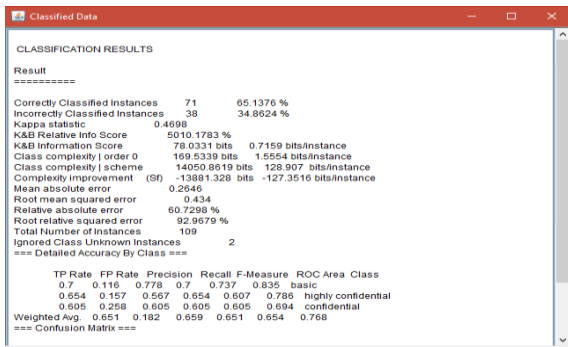 Classified Data
CLASSIFICATION RESULTS
Result
==========
Correctly Classified Instances 71 65.1376 %
Incorrectly Classified Instances 38 34.8624 %
Kappa statistic 0.4698
K&B Relative Info Score 5010.1783 %
K&B Information Score 78.0331 bits 0.7159 bits/instance
Class complexity | order 0 169.5339 bits 1.5554 bits/instance
Class complexity | scheme 14050.8619 bits 128.907 bits/instance
Complexity improvement (Sf) -13881.328 bits -127.3516 bits/instance
Mean absolute error 0.2646
Root mean squared error 0.434
Relative absolute error 60.7298 %
Root relative squared error 92.9679 %
Total Number of Instances 109
Ignored Class Unknown Instances 2
=== Detailed Accuracy By Class ===
TP Rate FP Rate Precision Recall F-Measure ROC Area Class
0.7 0.116 0.778 0.7 0.737 0.835 basic
0.654 0.157 0.567 0.654 0.607 0.786 highly confidential
0.605 0.258 0.605 0.605 0.605 0.694 confidential
Weighted Avg. 0.651 0.182 0.659 0.651 0.654 0.768
=== Confusion Matrix ===